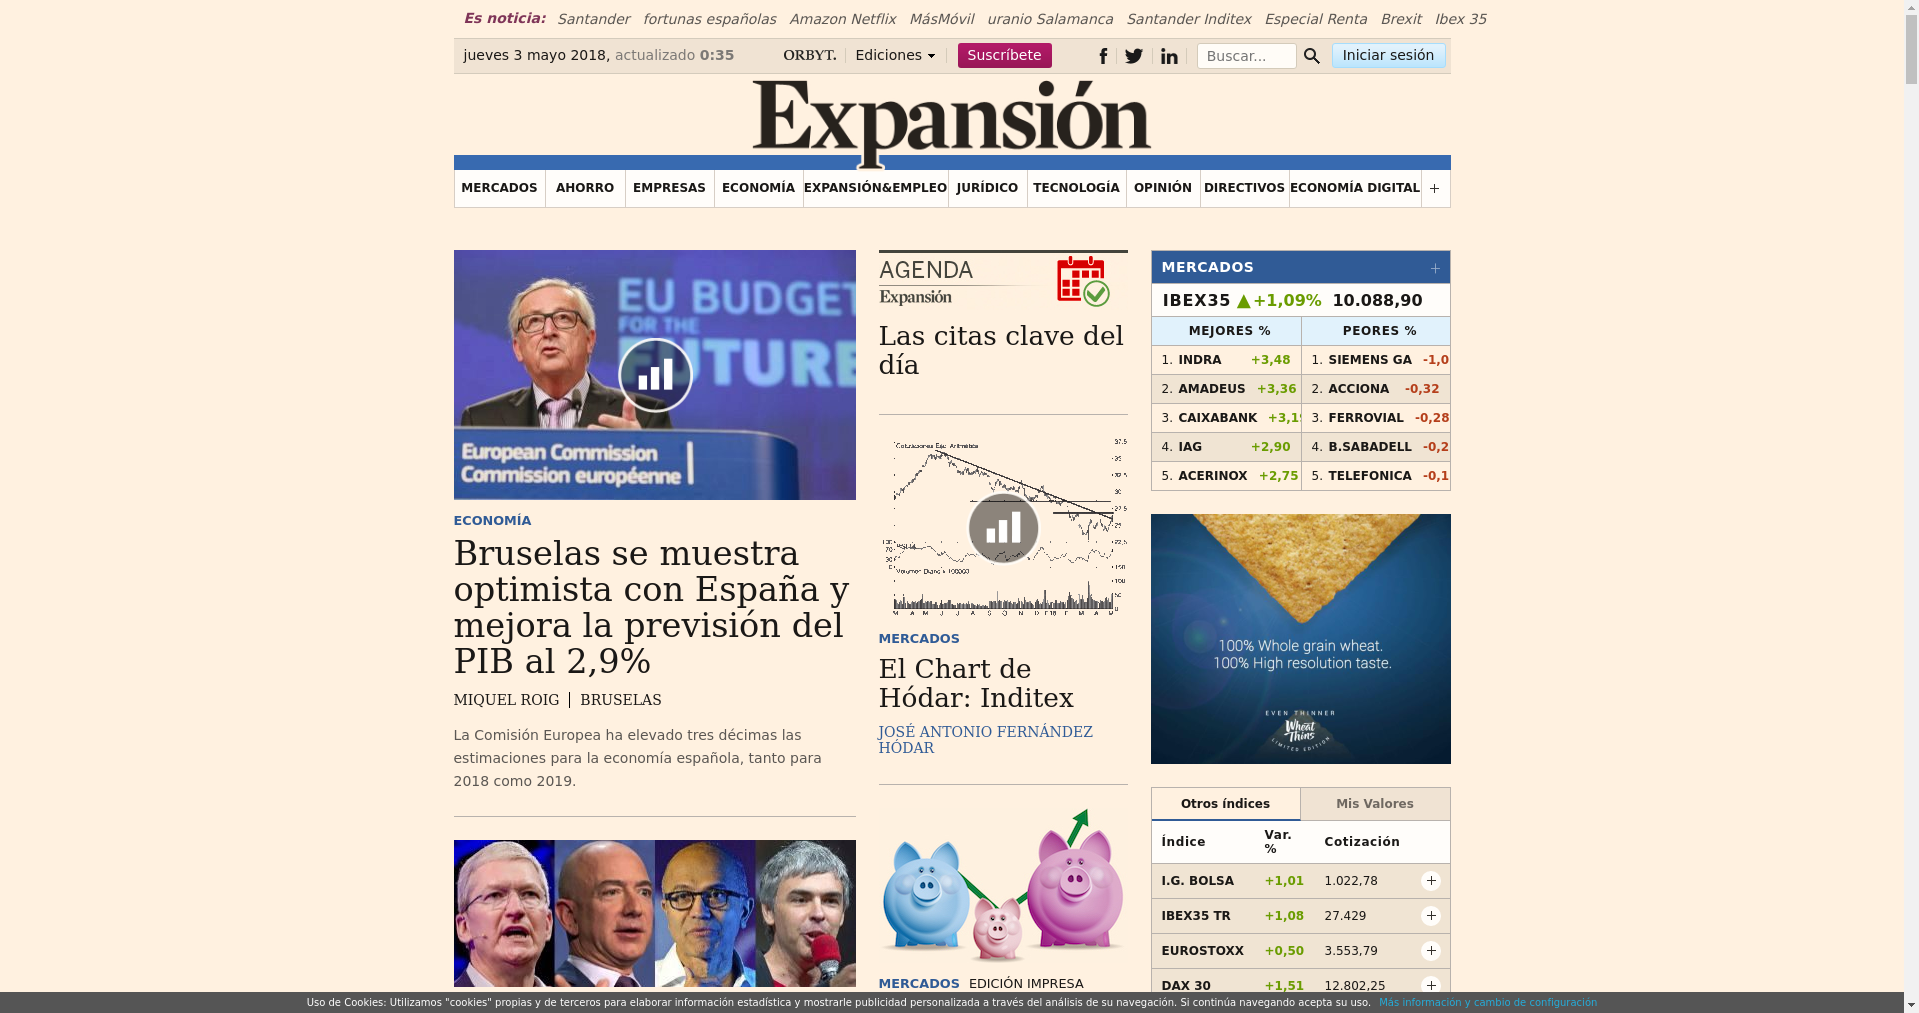 Es noticia: Santander fortunas españolas Amazon Netflix MásMóvil uranio Salamanca Santander Inditex Especial Renta Brexit Ibex 35
jueves 3 mayo 2018, actualizado 0:35 ORBYT. Ediciones Suscríbete Buscar... Iniciar sesión
Expansión
MERCADOS AHORRO EMPRESAS ECONOMÍA EXPANSIÓN&EMPLEO JURÍDICO TECNOLOGÍA OPINIÓN DIRECTIVOS ECONOMÍA DIGITAL +
EU BUDGET
FOR THE
FUTURE
European Commission
Commission européenne
ECONOMÍA
Bruselas se muestra
optimista con España y
mejora la previsión del
PIB al 2,9%
MIQUEL ROIG | BRUSELAS
La Comisión Europea ha elevado tres décimas las
estimaciones para la economía española, tanto para
2018 como 2019.
AGENDA
Expansión
Las citas clave del
día
MERCADOS
El Chart de
Hódar: Inditex
JOSÉ ANTONIO FERNÁNDEZ
HÓDAR
MERCADOS EDICIÓN IMPRESA
MERCADOS +
IBEX35 +1,09% 10.088,90
MEJORES % PEORES %
1. INDRA +3,48 1. SIEMENS GA -1,0
2. AMADEUS +3,36 2. ACCIONA -0,32
3. CAIXABANK +3,1 3. FERROVIAL -0,28
4. IAG +2,90 4. B.SABADELL -0,2
5. ACERINOX +2,75 5. TELEFONICA -0,1
100% Whole grain wheat.
100% High resolution taste.
EVEN THINNER
Wheat
Thins
LIMITED EDITION
Otros índices Mis Valores
Índice Var. % Cotización
I.G. BOLSA +1,01 1.022,78 +
IBEX35 TR +1,08 27.429 +
EUROSTOXX +0,50 3.553,79 +
DAX 30 +1,51 12.802,25 +
Uso de Cookies: Utilizamos "cookies" propias y de terceros para elaborar información estadística y mostrarle publicidad personalizada a través del análisis de su navegación. Si continúa navegando acepta su uso. Más información y cambio de configuración